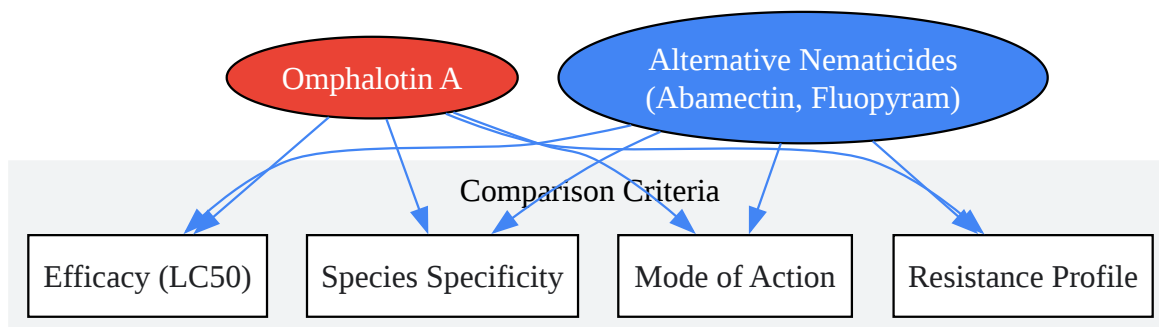 Omphalotin A
Alternative Nematicides
(Abamectin, Fluopyram)
Comparison Criteria
Efficacy (LC50)
Species Specificity
Mode of Action
Resistance Profile